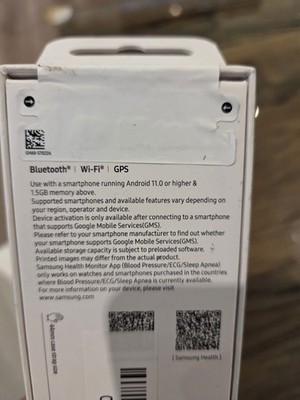 Bluetooth® | Wi-Fi® | GPS
Use with a smartphone running Android 11.0 or higher &
1.5GB memory above.
Supported smartphones and available features vary depending on
your region, operator and device.
Device activation is only available after connecting to a smartphone
that supports Google Mobile Services(GMS).
Please refer to your smartphone manufacturer to find out whether
your smartphone supports Google Mobile Services(GMS).
Available storage capacity is subject to preloaded software.
Printed images may differ from the actual product.
Samsung Health Monitor App (Blood Pressure/ECG/Sleep Apnea)
only works on watches and smartphones purchased in the countries
where Blood Pressure/ECG/Sleep Apnea is currently available.
For more information on your device, please visit
www.samsung.com
[ Samsung Health ]